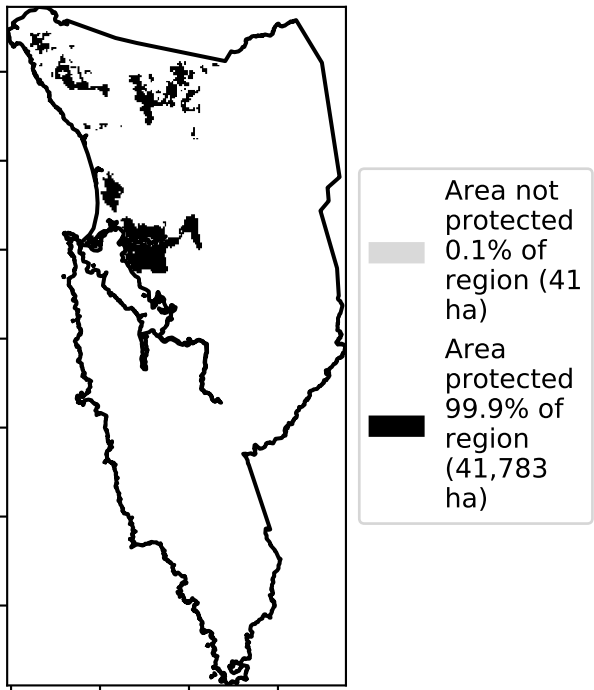 Area not
protected
0.1% of
region (41
ha)
Area
protected
99.9% of
region
(41,783
ha)